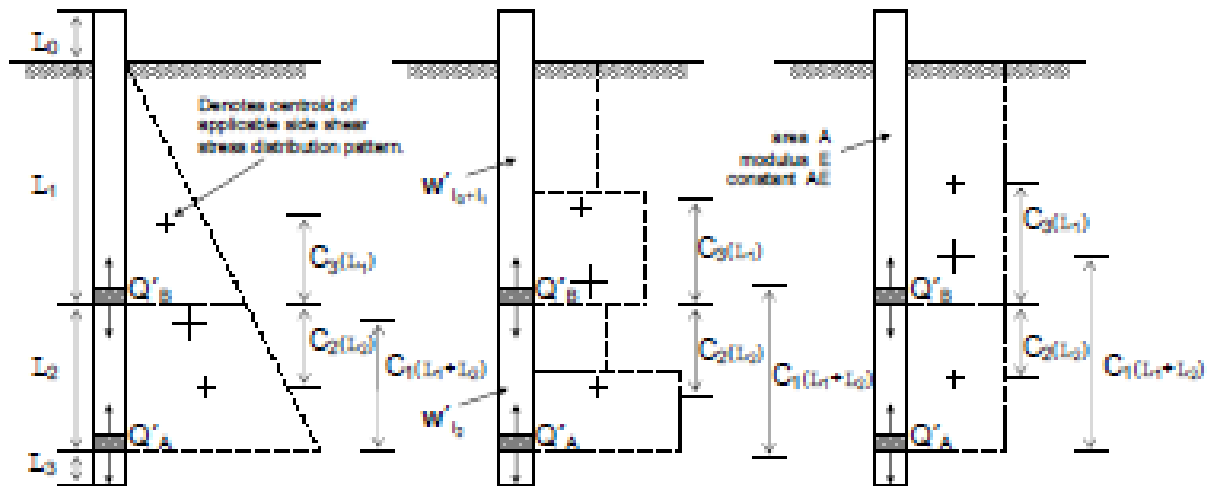 L₀
L₁
L₂
L₃
Denotes centroid of
applicable side shear
stress distribution pattern.
C₃(L₁)
Q'B
C₂(L₂)
C₁(L₁+L₂)
Q'A
w'L₀+L₁
C₃(L₁)
Q'B
C₂(L₂)
C₁(L₁+L₂)
w'L₂
Q'A
area A
modulus E
constant AE
C₃(L₁)
Q'B
C₂(L₂)
C₁(L₁+L₂)
Q'A